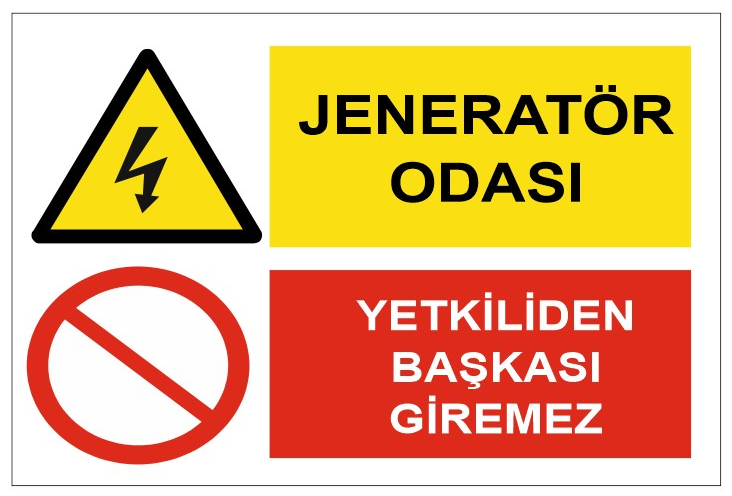 JENERATÖR
ODASI
YETKİLİDEN
BAŞKASI
GİREMEZ